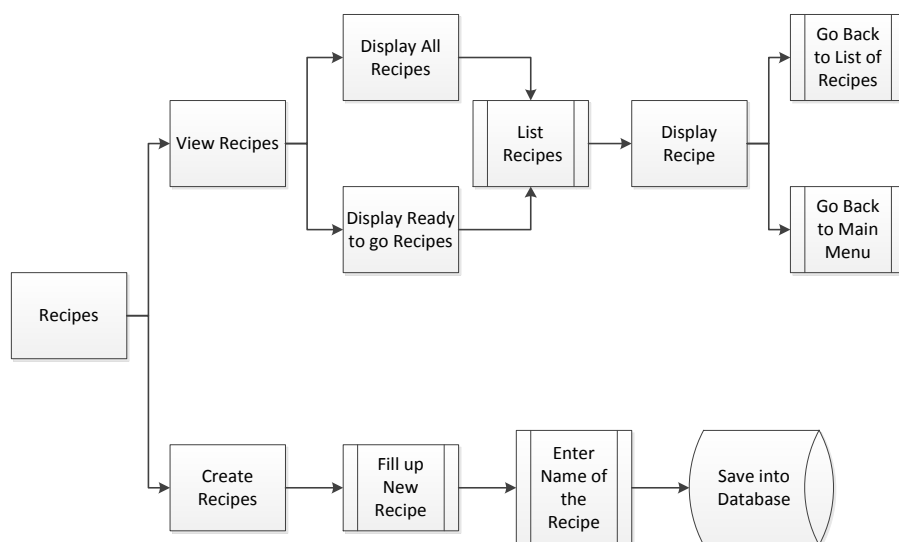 Display All
Recipes
Go Back
to List of
Recipes
View Recipes
List
Recipes
Display
Recipe
Display Ready
to go Recipes
Go Back
to Main
Menu
Recipes
Create
Recipes
Fill up
New
Recipe
Enter
Name of
the
Recipe
Save into
Database